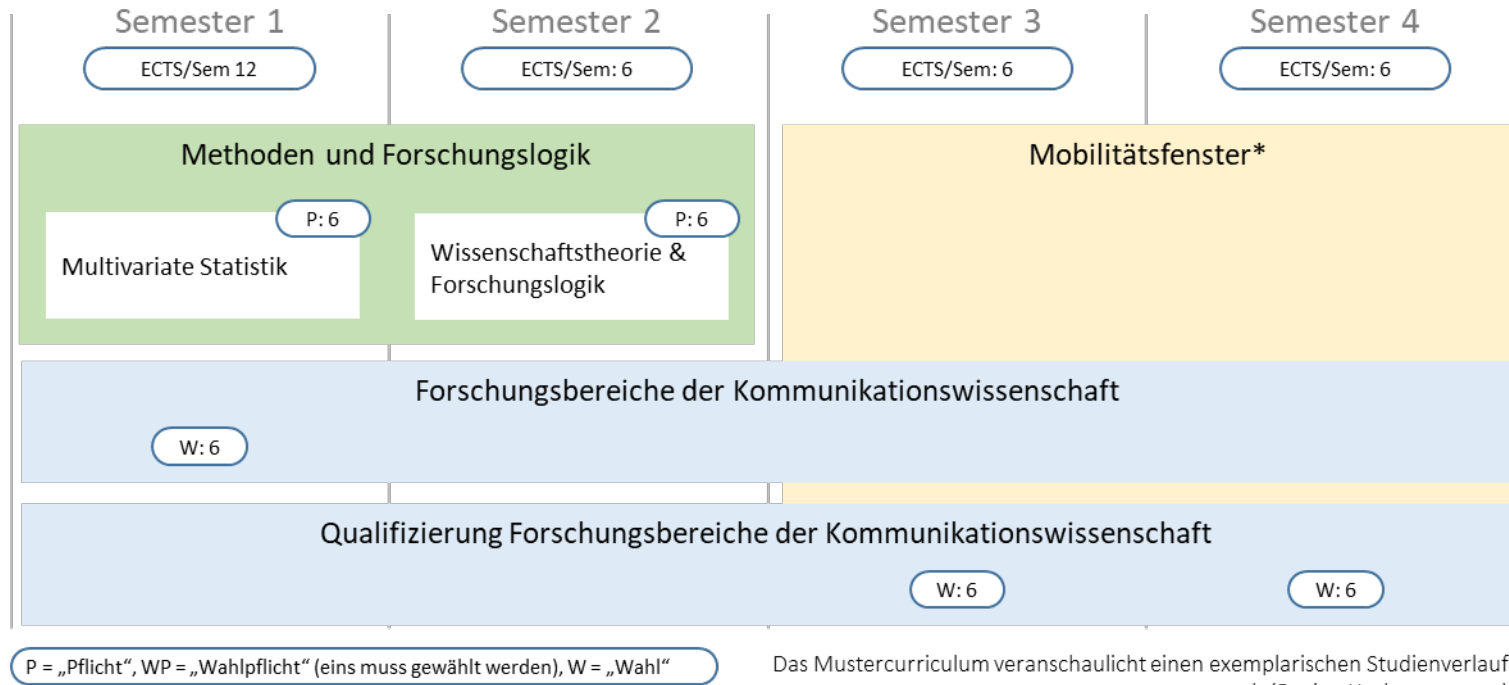 Semester 1
Semester 2
Semester 3
Semester 4
ECTS/Sem 12
ECTS/Sem: 6
ECTS/Sem: 6
ECTS/Sem: 6
Methoden und Forschungslogik
Mobilitätsfenster*
P: 6
P: 6
Multivariate Statistik
Wissenschaftstheorie &
Forschungslogik
Forschungsbereiche der Kommunikationswissenschaft
W: 6
Qualifizierung Forschungsbereiche der Kommunikationswissenschaft
W: 6
W: 6
P = „Pflicht“, WP = „Wahlpflicht“ (eins muss gewählt werden), W = „Wahl“
Das Mustercurriculum veranschaulicht einen exemplarischen Studienverlauf